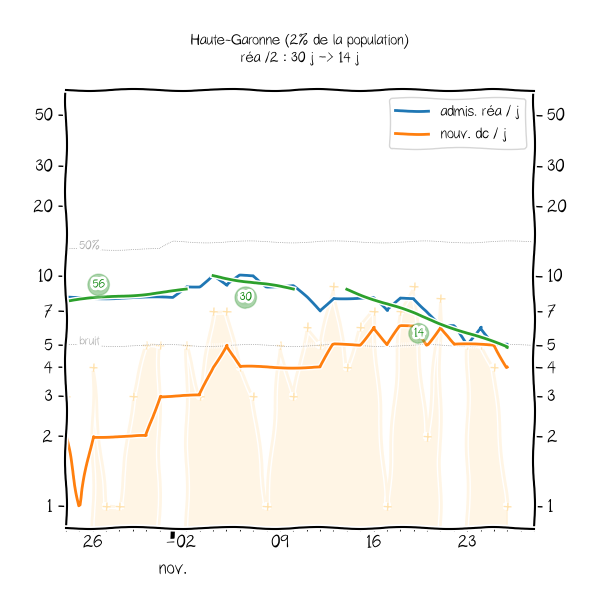 Haute-Garonne (2% de la population)
réa /2 : 30 j -> 14 j
admis. réa / j
nouv. dc / j
50 50
30 30
20 20
50%
10 10
56
30
7 7
14
bruit
5 5
4 4
3 3
2 2
1 1
26 02 09 16 23
nov.